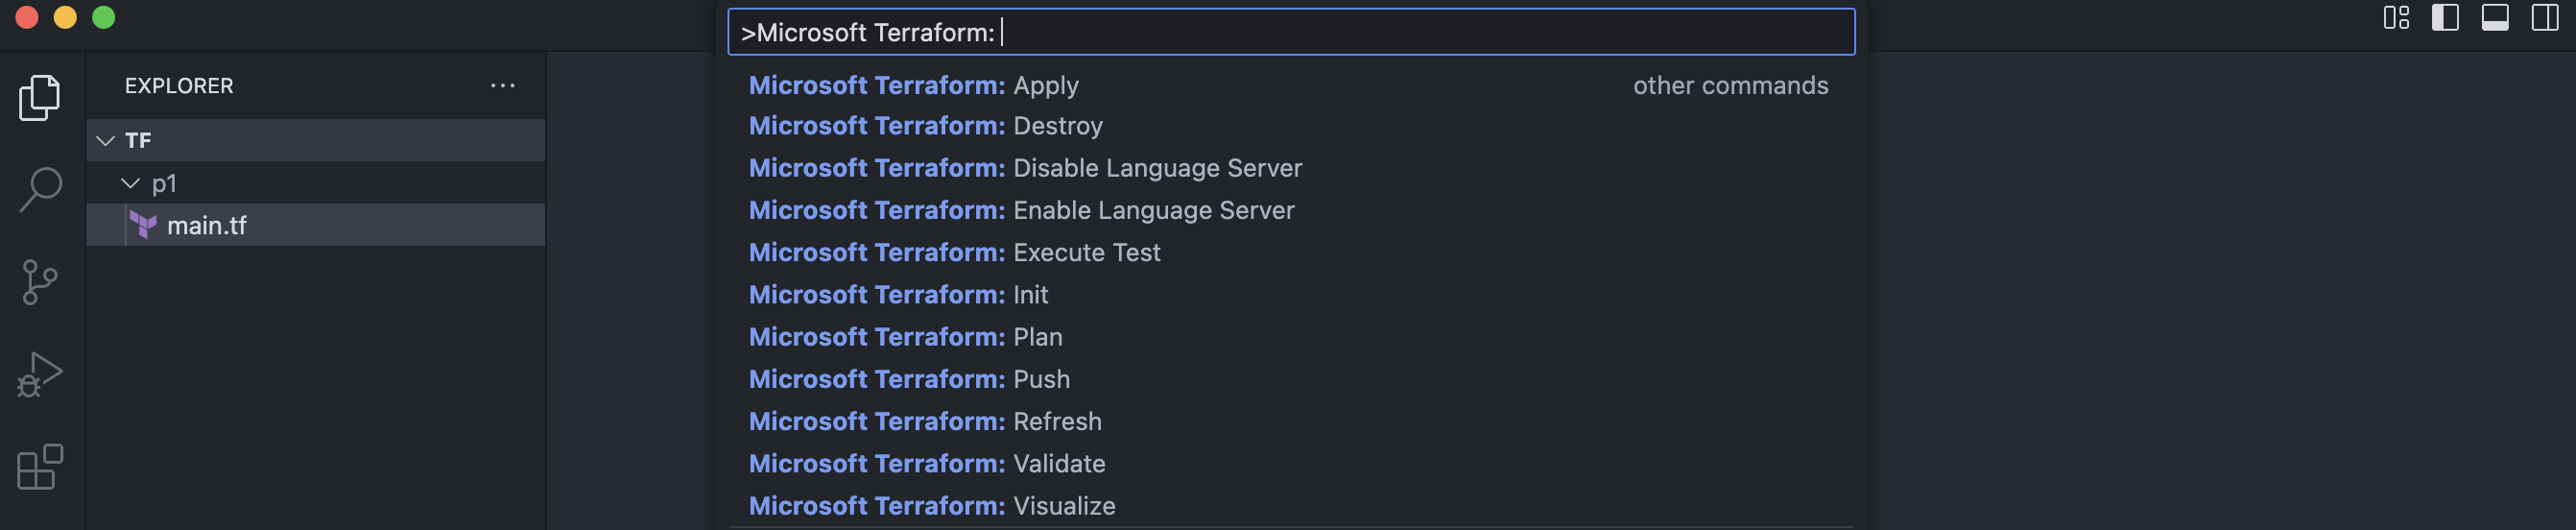 >Microsoft Terraform:
EXPLORER
TF
p1
main.tf
Microsoft Terraform: Apply other commands
Microsoft Terraform: Destroy
Microsoft Terraform: Disable Language Server
Microsoft Terraform: Enable Language Server
Microsoft Terraform: Execute Test
Microsoft Terraform: Init
Microsoft Terraform: Plan
Microsoft Terraform: Push
Microsoft Terraform: Refresh
Microsoft Terraform: Validate
Microsoft Terraform: Visualize